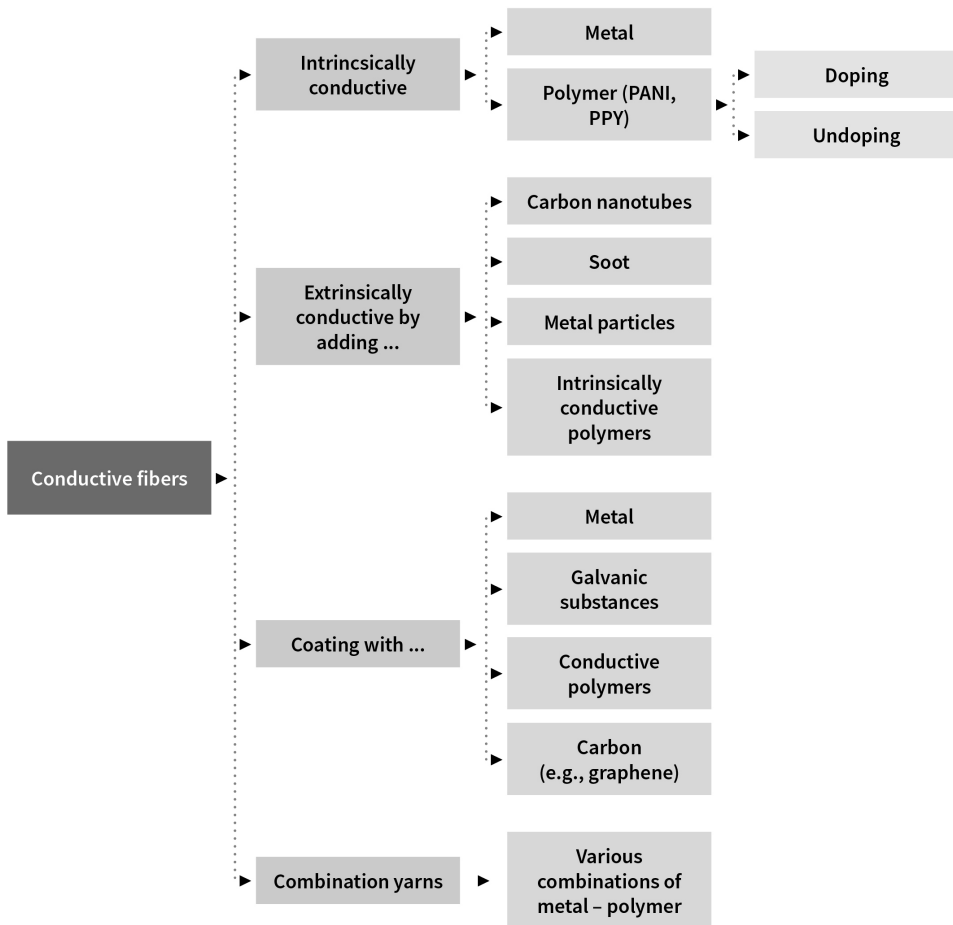 Conductive fibers
Intrincsically
conductive
Metal
Polymer (PANI,
PPY)
Doping
Undoping
Extrinsically
conductive by
adding ...
Carbon nanotubes
Soot
Metal particles
Intrinsically
conductive
polymers
Coating with ...
Metal
Galvanic
substances
Conductive
polymers
Carbon
(e.g., graphene)
Combination yarns
Various
combinations of
metal – polymer